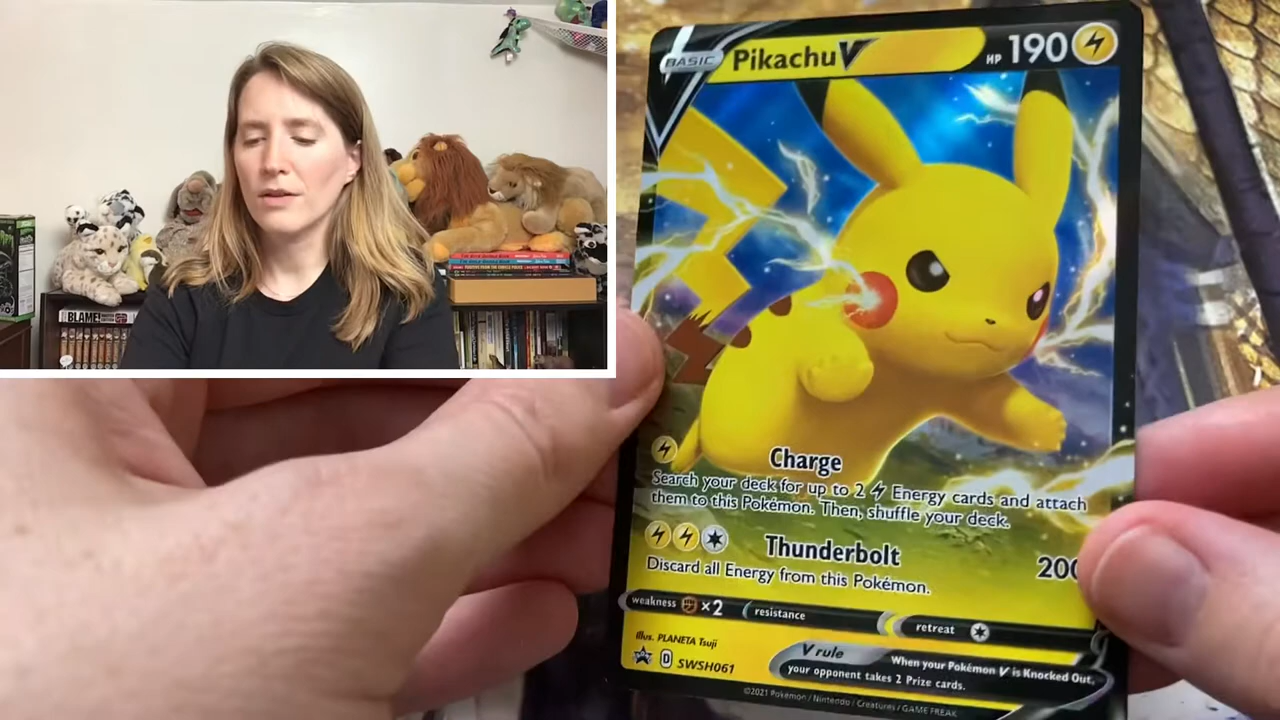 BLAME!
BASIC
Pikachu V
HP 190
Charge
Search your deck for up to 2 Energy cards and attach
them to this Pokémon. Then, shuffle your deck.
Thunderbolt
200
Discard all Energy from this Pokémon.
weakness ×2 resistance
retreat
Illus. PLANETA Tsuji
D SWSH061
V rule
When your Pokémon V is Knocked Out,
your opponent takes 2 Prize cards.
©2021 Pokémon / Nintendo / Creatures / GAME FREAK